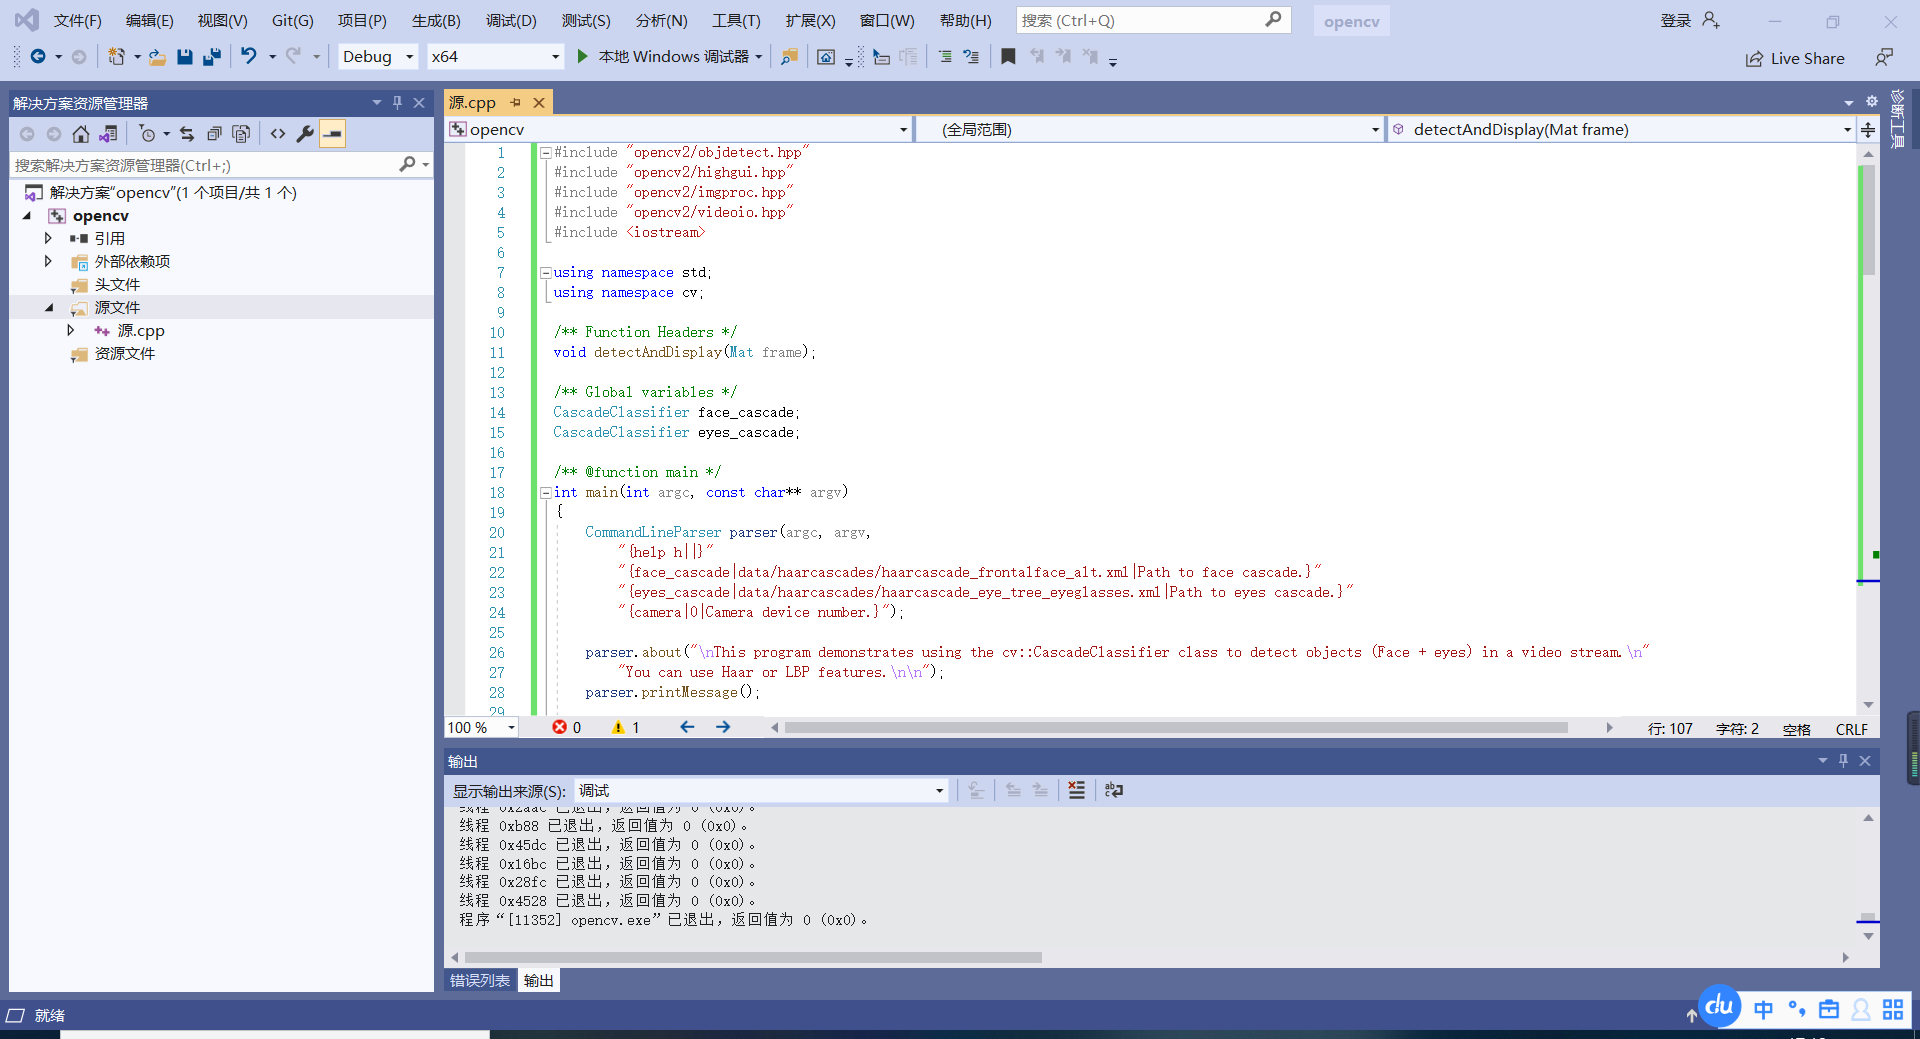 文件(F) 编辑(E) 视图(V) Git(G) 项目(P) 生成(B) 调试(D) 测试(S) 分析(N) 工具(T) 扩展(X) 窗口(W) 帮助(H) 搜索 (Ctrl+Q) opencv 登录
Debug x64 本地 Windows 调试器 Live Share
解决方案资源管理器
搜索解决方案资源管理器(Ctrl+;)
解决方案"opencv"(1 个项目/共 1 个)
opencv
引用
外部依赖项
头文件
源文件
源.cpp
资源文件
源.cpp
opencv (全局范围) detectAndDisplay(Mat frame)
诊断工具
1 #include "opencv2/objdetect.hpp"
2 #include "opencv2/highgui.hpp"
3 #include "opencv2/imgproc.hpp"
4 #include "opencv2/videoio.hpp"
5 #include <iostream>
6
7 using namespace std;
8 using namespace cv;
9
10 /** Function Headers */
11 void detectAndDisplay(Mat frame);
12
13 /** Global variables */
14 CascadeClassifier face_cascade;
15 CascadeClassifier eyes_cascade;
16
17 /** @function main */
18 int main(int argc, const char** argv)
19 {
20 CommandLineParser parser(argc, argv,
21 "{help h||}"
22 "{face_cascade|data/haarcascades/haarcascade_frontalface_alt.xml|Path to face cascade.}"
23 "{eyes_cascade|data/haarcascades/haarcascade_eye_tree_eyeglasses.xml|Path to eyes cascade.}"
24 "{camera|0|Camera device number.}");
25
26 parser.about("\nThis program demonstrates using the cv::CascadeClassifier class to detect objects (Face + eyes) in a video stream.\n"
27 "You can use Haar or LBP features.\n\n");
28 parser.printMessage();
29
100 % 0 1 行: 107 字符: 2 空格 CRLF
输出
显示输出来源(S): 调试
线程 0x2aac 已退出，返回值为 0 (0x0)。
线程 0xb88 已退出，返回值为 0 (0x0)。
线程 0x45dc 已退出，返回值为 0 (0x0)。
线程 0x16bc 已退出，返回值为 0 (0x0)。
线程 0x28fc 已退出，返回值为 0 (0x0)。
线程 0x4528 已退出，返回值为 0 (0x0)。
程序“[11352] opencv.exe”已退出，返回值为 0 (0x0)。
错误列表 输出
就绪
du 中